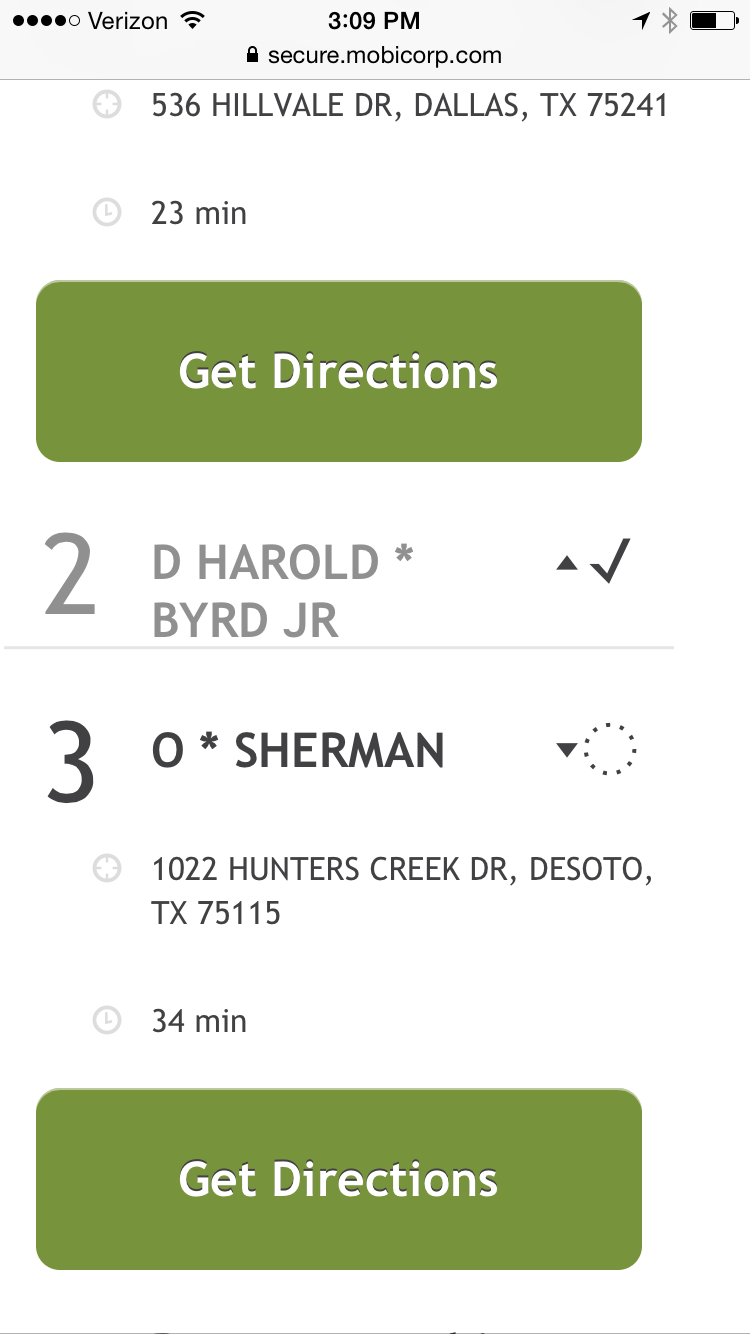 Verizon 3:09 PM
secure.mobicorp.com
536 HILLVALE DR, DALLAS, TX 75241
23 min
Get Directions
2 D HAROLD *
BYRD JR
3 O * SHERMAN
1022 HUNTERS CREEK DR, DESOTO,
TX 75115
34 min
Get Directions